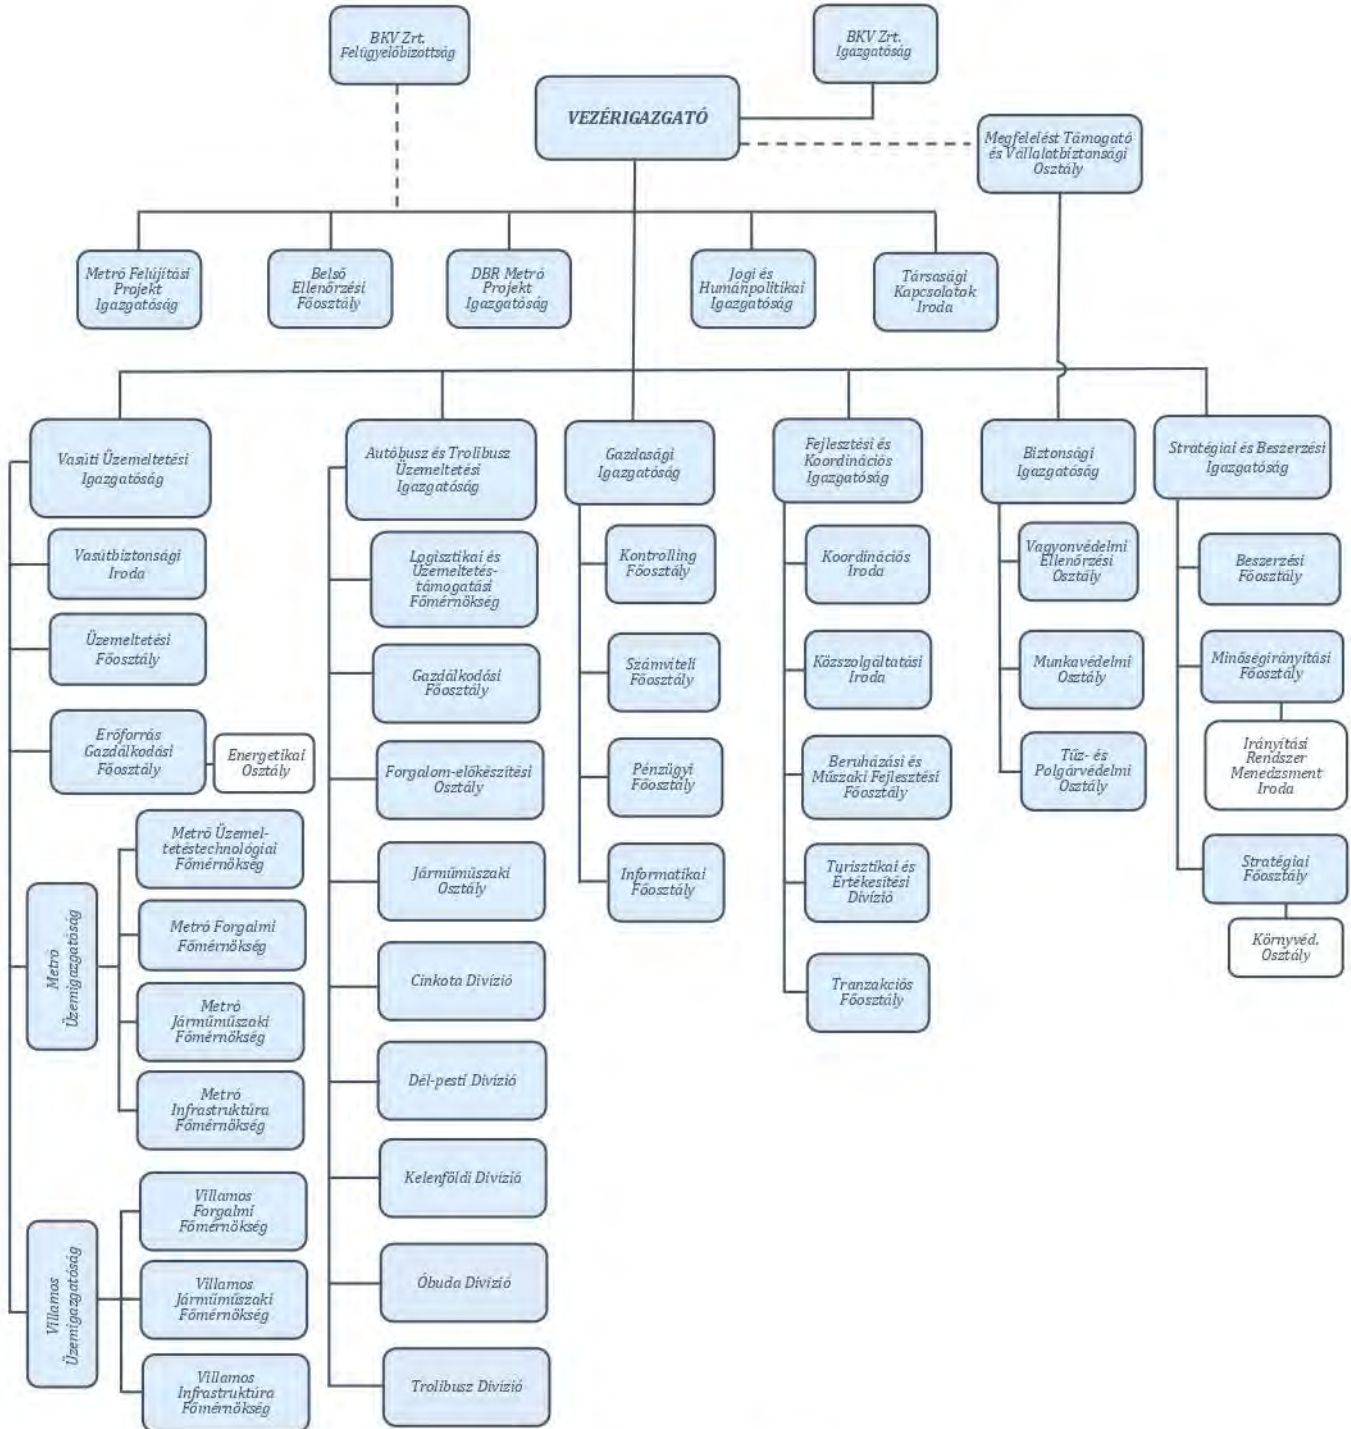 BKV Zrt.
Felügyelőbizottság
BKV Zrt.
Igazgatóság
VEZÉRIGAZGATÓ
Megfelelést Támogató
és Vállalatbiztonsági
Osztály
Metró Felújítási
Projekt
Igazgatóság
Belső
Ellenőrzési
Főosztály
DBR Metró
Projekt
Igazgatóság
Jogi és
Humánpolitikai
Igazgatóság
Társasági
Kapcsolatok
Iroda
Vasúti Üzemeltetési
Igazgatóság
Vasútbiztonsági
Iroda
Üzemeltetési
Főosztály
Erőforrás
Gazdálkodási
Főosztály
Energetikai
Osztály
Metró
Üzemigazgatóság
Metró Üzemel-
tetéstechnológiai
Főmérnökség
Metró Forgalmi
Főmérnökség
Metró
Járműműszaki
Főmérnökség
Metró
Infrastruktúra
Főmérnökség
Villamos
Üzemigazgatóság
Villamos
Forgalmi
Főmérnökség
Villamos
Járműműszaki
Főmérnökség
Villamos
Infrastruktúra
Főmérnökség
Autóbusz és Trolibusz
Üzemeltetési
Igazgatóság
Logisztikai és
Üzemeltetés-
támogatási
Főmérnökség
Gazdálkodási
Főosztály
Forgalom-előkészítési
Osztály
Járműműszaki
Osztály
Cinkota Divízió
Dél-pesti Divízió
Kelenföldi Divízió
Óbuda Divízió
Trolibusz Divízió
Gazdasági
Igazgatóság
Kontrolling
Főosztály
Számviteli
Főosztály
Pénzügyi
Főosztály
Informatikai
Főosztály
Fejlesztési és
Koordinációs
Igazgatóság
Koordinációs
Iroda
Közszolgáltatási
Iroda
Beruházási és
Műszaki Fejlesztési
Főosztály
Turisztikai és
Értékesítési
Divízió
Tranzakciós
Főosztály
Biztonsági
Igazgatóság
Vagyonvédelmi
Ellenőrzési
Osztály
Munkavédelmi
Osztály
Tűz- és
Polgárvédelmi
Osztály
Stratégiai és Beszerzési
Igazgatóság
Beszerzési
Főosztály
Minőségirányítási
Főosztály
Irányítási
Rendszer
Menedzsment
Iroda
Stratégiai
Főosztály
Környvéd.
Osztály